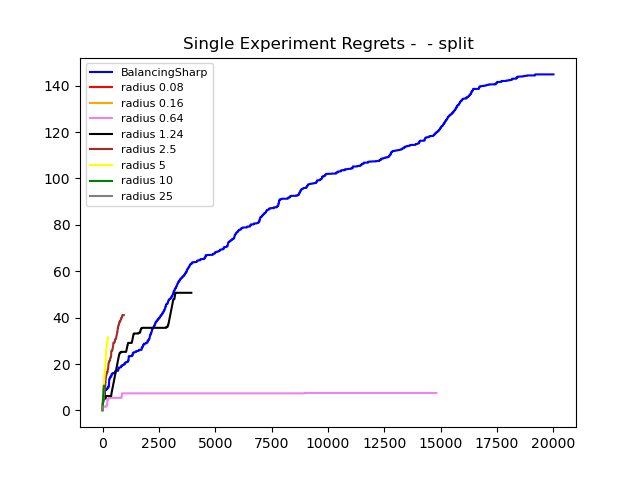 Single Experiment Regrets -  - split
BalancingSharp
radius 0.08
radius 0.16
radius 0.64
radius 1.24
radius 2.5
radius 5
radius 10
radius 25
140
120
100
80
60
40
20
0
0 2500 5000 7500 10000 12500 15000 17500 20000